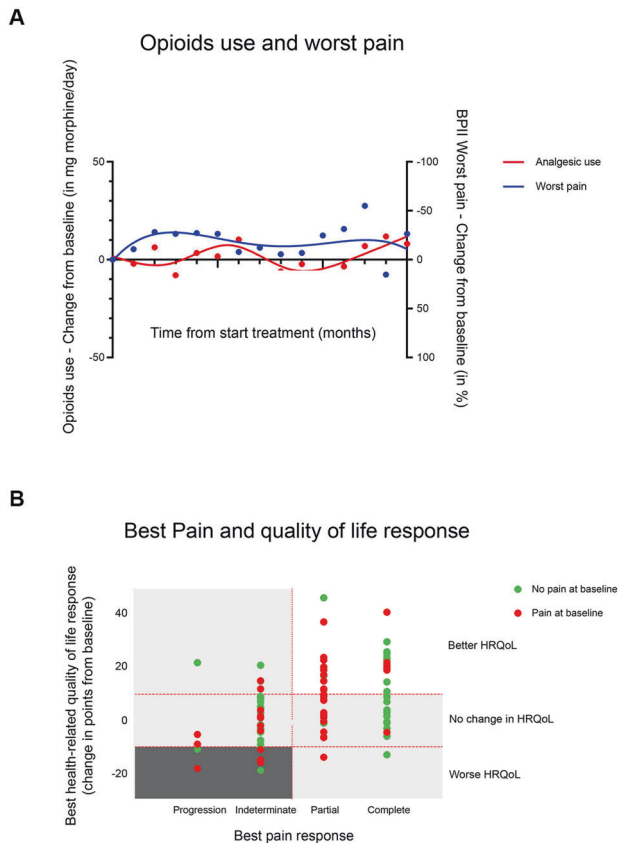 A
Opioids use and worst pain
Opioids use - Change from baseline (in mg morphine/day)
50
0
-50
-100
-50
0
50
100
BPII Worst pain - Change from baseline (in %)
Time from start treatment (months)
Analgesic use
Worst pain
B
Best Pain and quality of life response
Best health-related quality of life response
(change in points from baseline)
40
20
0
-20
No pain at baseline
Pain at baseline
Better HRQoL
No change in HRQoL
Worse HRQoL
Progression Indeterminate Partial Complete
Best pain response